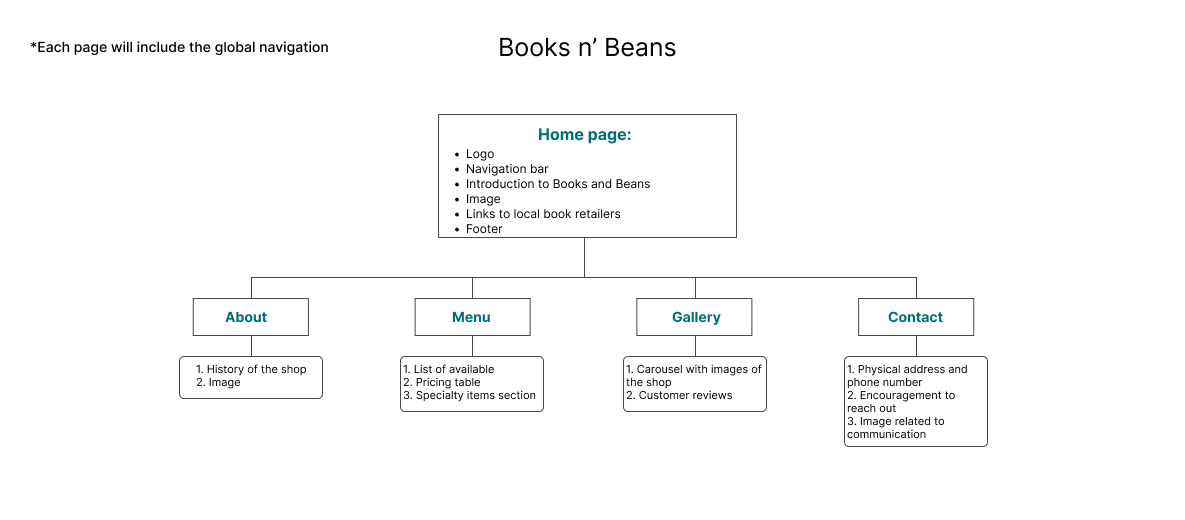 *Each page will include the global navigation
Books n’ Beans
Home page:
• Logo
• Navigation bar
• Introduction to Books and Beans
• Image
• Links to local book retailers
• Footer
About
1. History of the shop
2. Image
Menu
1. List of available
2. Pricing table
3. Specialty items section
Gallery
1. Carousel with images of
the shop
2. Customer reviews
Contact
1. Physical address and
phone number
2. Encouragement to
reach out
3. Image related to
communication